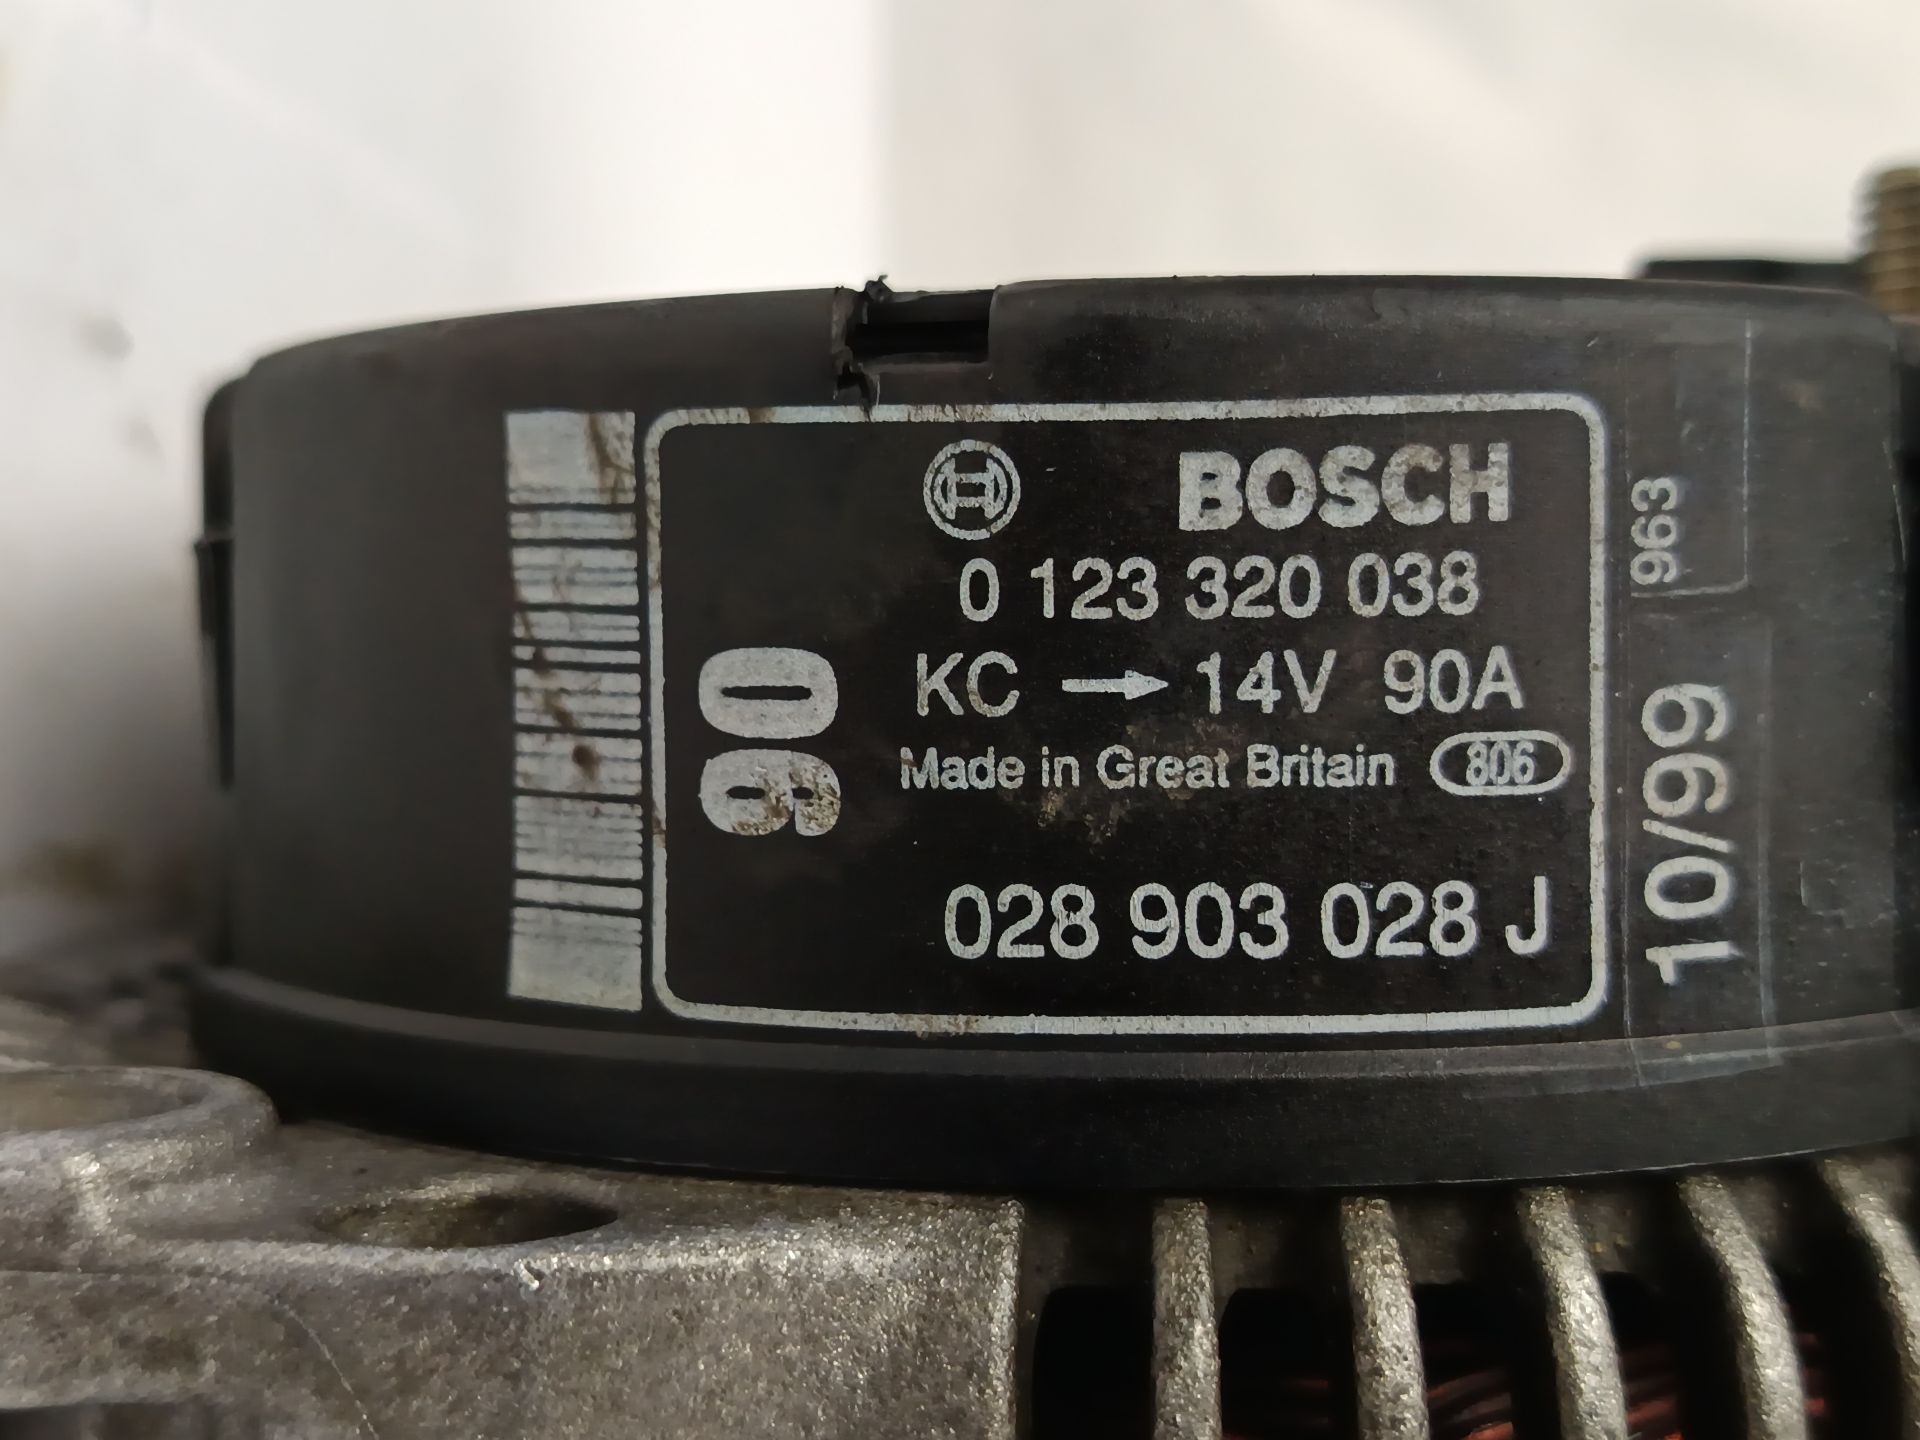 BOSCH
0 123 320 038
KC → 14V 90A
Made in Great Britain 806
028 903 028 J
90
963
10/99